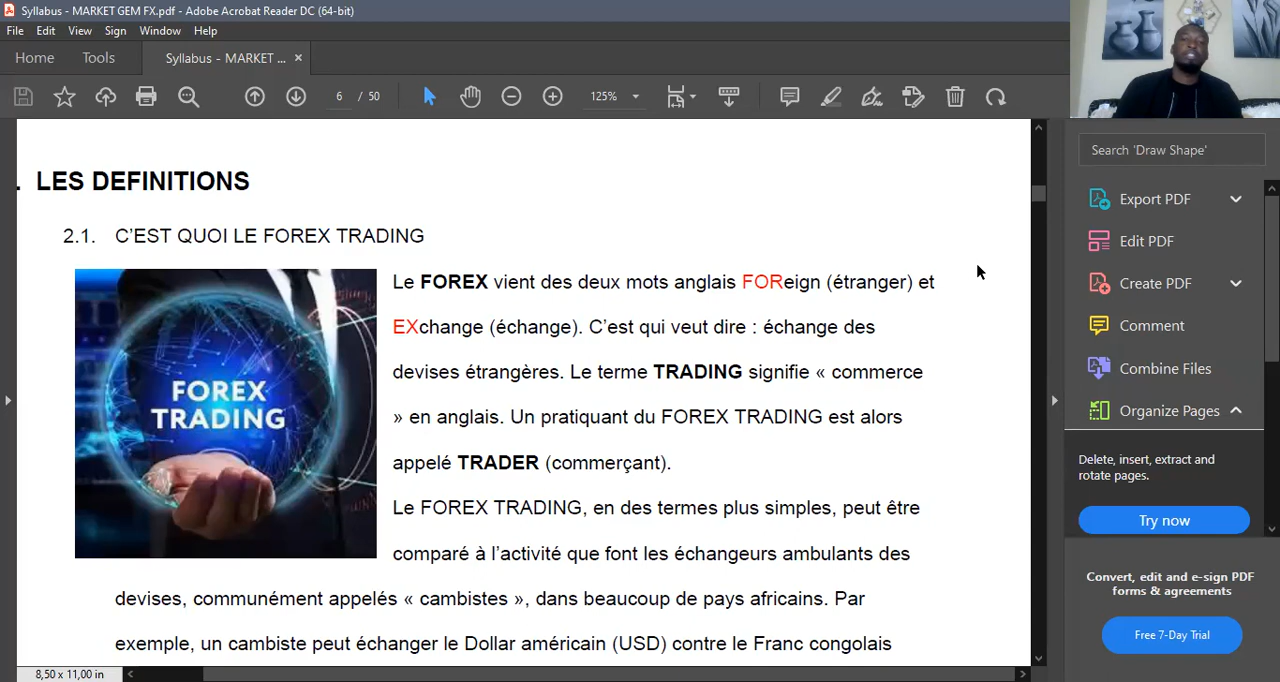 Syllabus - MARKET GEM FX.pdf - Adobe Acrobat Reader DC (64-bit)
File Edit View Sign Window Help
Home Tools Syllabus - MARKET ... ×
6 / 50 125%
Search 'Draw Shape'
Export PDF
Edit PDF
Create PDF
Comment
Combine Files
Organize Pages
Delete, insert, extract and
rotate pages.
Try now
Convert, edit and e-sign PDF
forms & agreements
Free 7-Day Trial
. LES DEFINITIONS
2.1. C’EST QUOI LE FOREX TRADING
FOREX
TRADING
Le FOREX vient des deux mots anglais FOReign (étranger) et
EXchange (échange). C’est qui veut dire : échange des
devises étrangères. Le terme TRADING signifie « commerce
» en anglais. Un pratiquant du FOREX TRADING est alors
appelé TRADER (commerçant).
Le FOREX TRADING, en des termes plus simples, peut être
comparé à l’activité que font les échangeurs ambulants des
devises, communément appelés « cambistes », dans beaucoup de pays africains. Par
exemple, un cambiste peut échanger le Dollar américain (USD) contre le Franc congolais
8,50 x 11,00 in